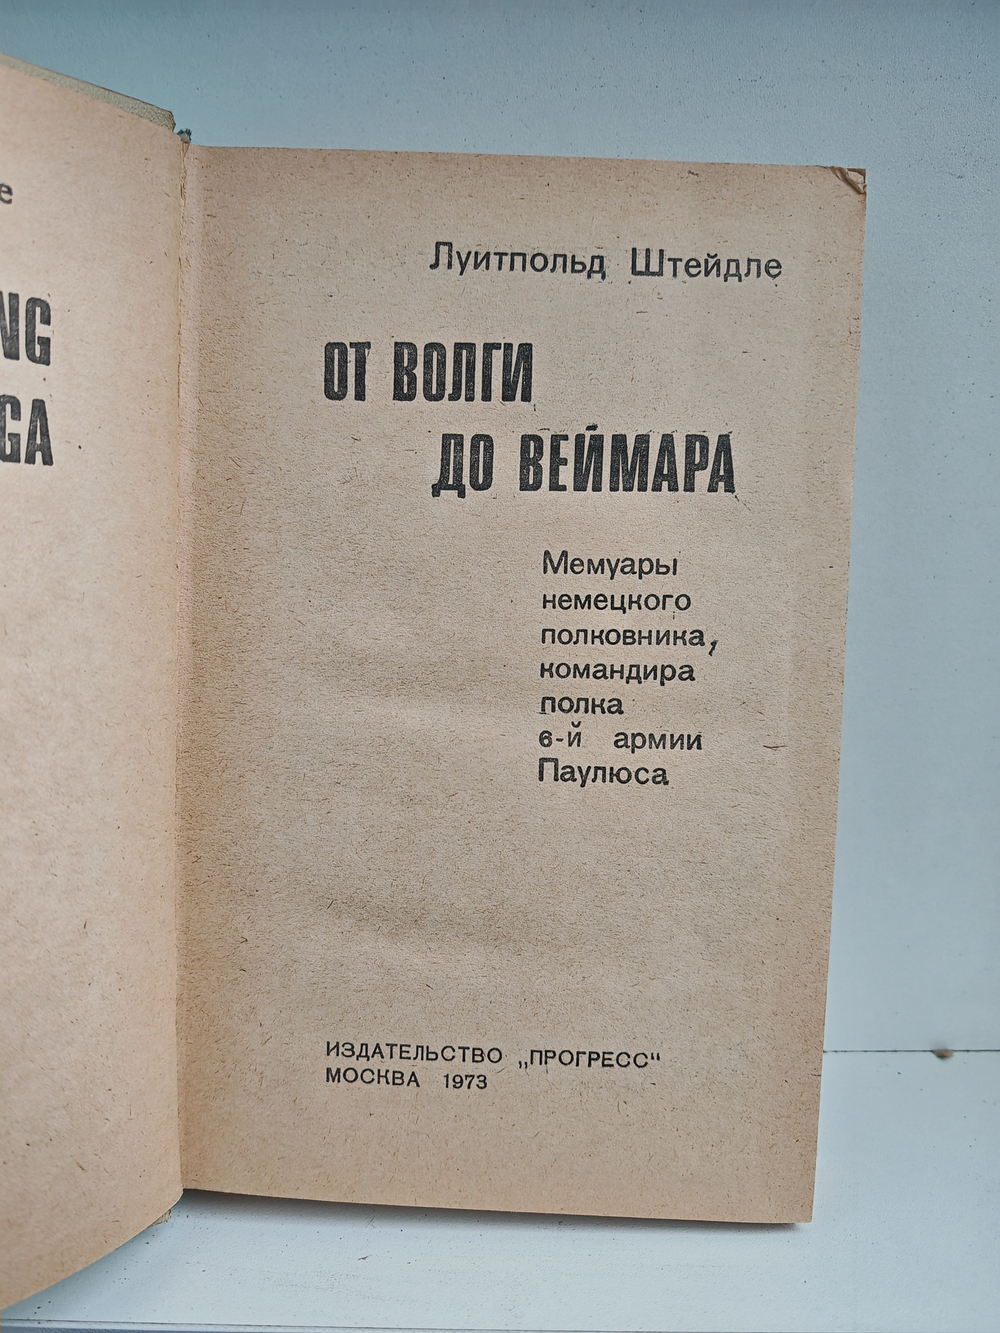 Луитпольд Штейдле
ОТ ВОЛГИ
ДО ВЕЙМАРА
Мемуары
немецкого
полковника,
командира
полка
6-й армии
Паулюса
ИЗДАТЕЛЬСТВО „ПРОГРЕСС“
МОСКВА 1973